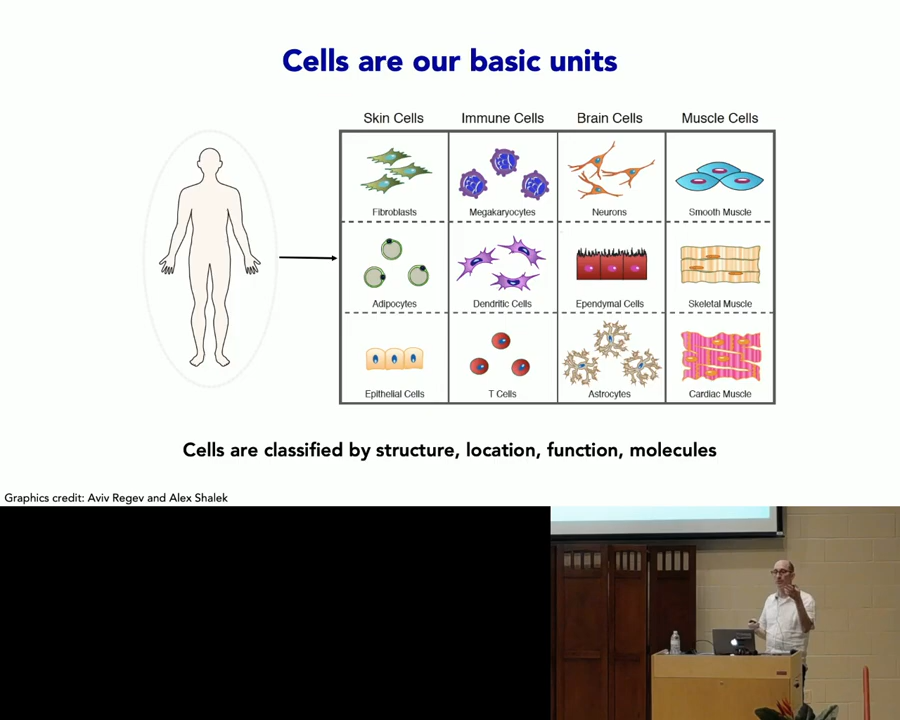 Cells are our basic units
Skin Cells Immune Cells Brain Cells Muscle Cells
Fibroblasts Megakaryocytes Neurons Smooth Muscle
Adipocytes Dendritic Cells Ependymal Cells Skeletal Muscle
Epithelial Cells T Cells Astrocytes Cardiac Muscle
Cells are classified by structure, location, function, molecules
Graphics credit: Aviv Regev and Alex Shalek